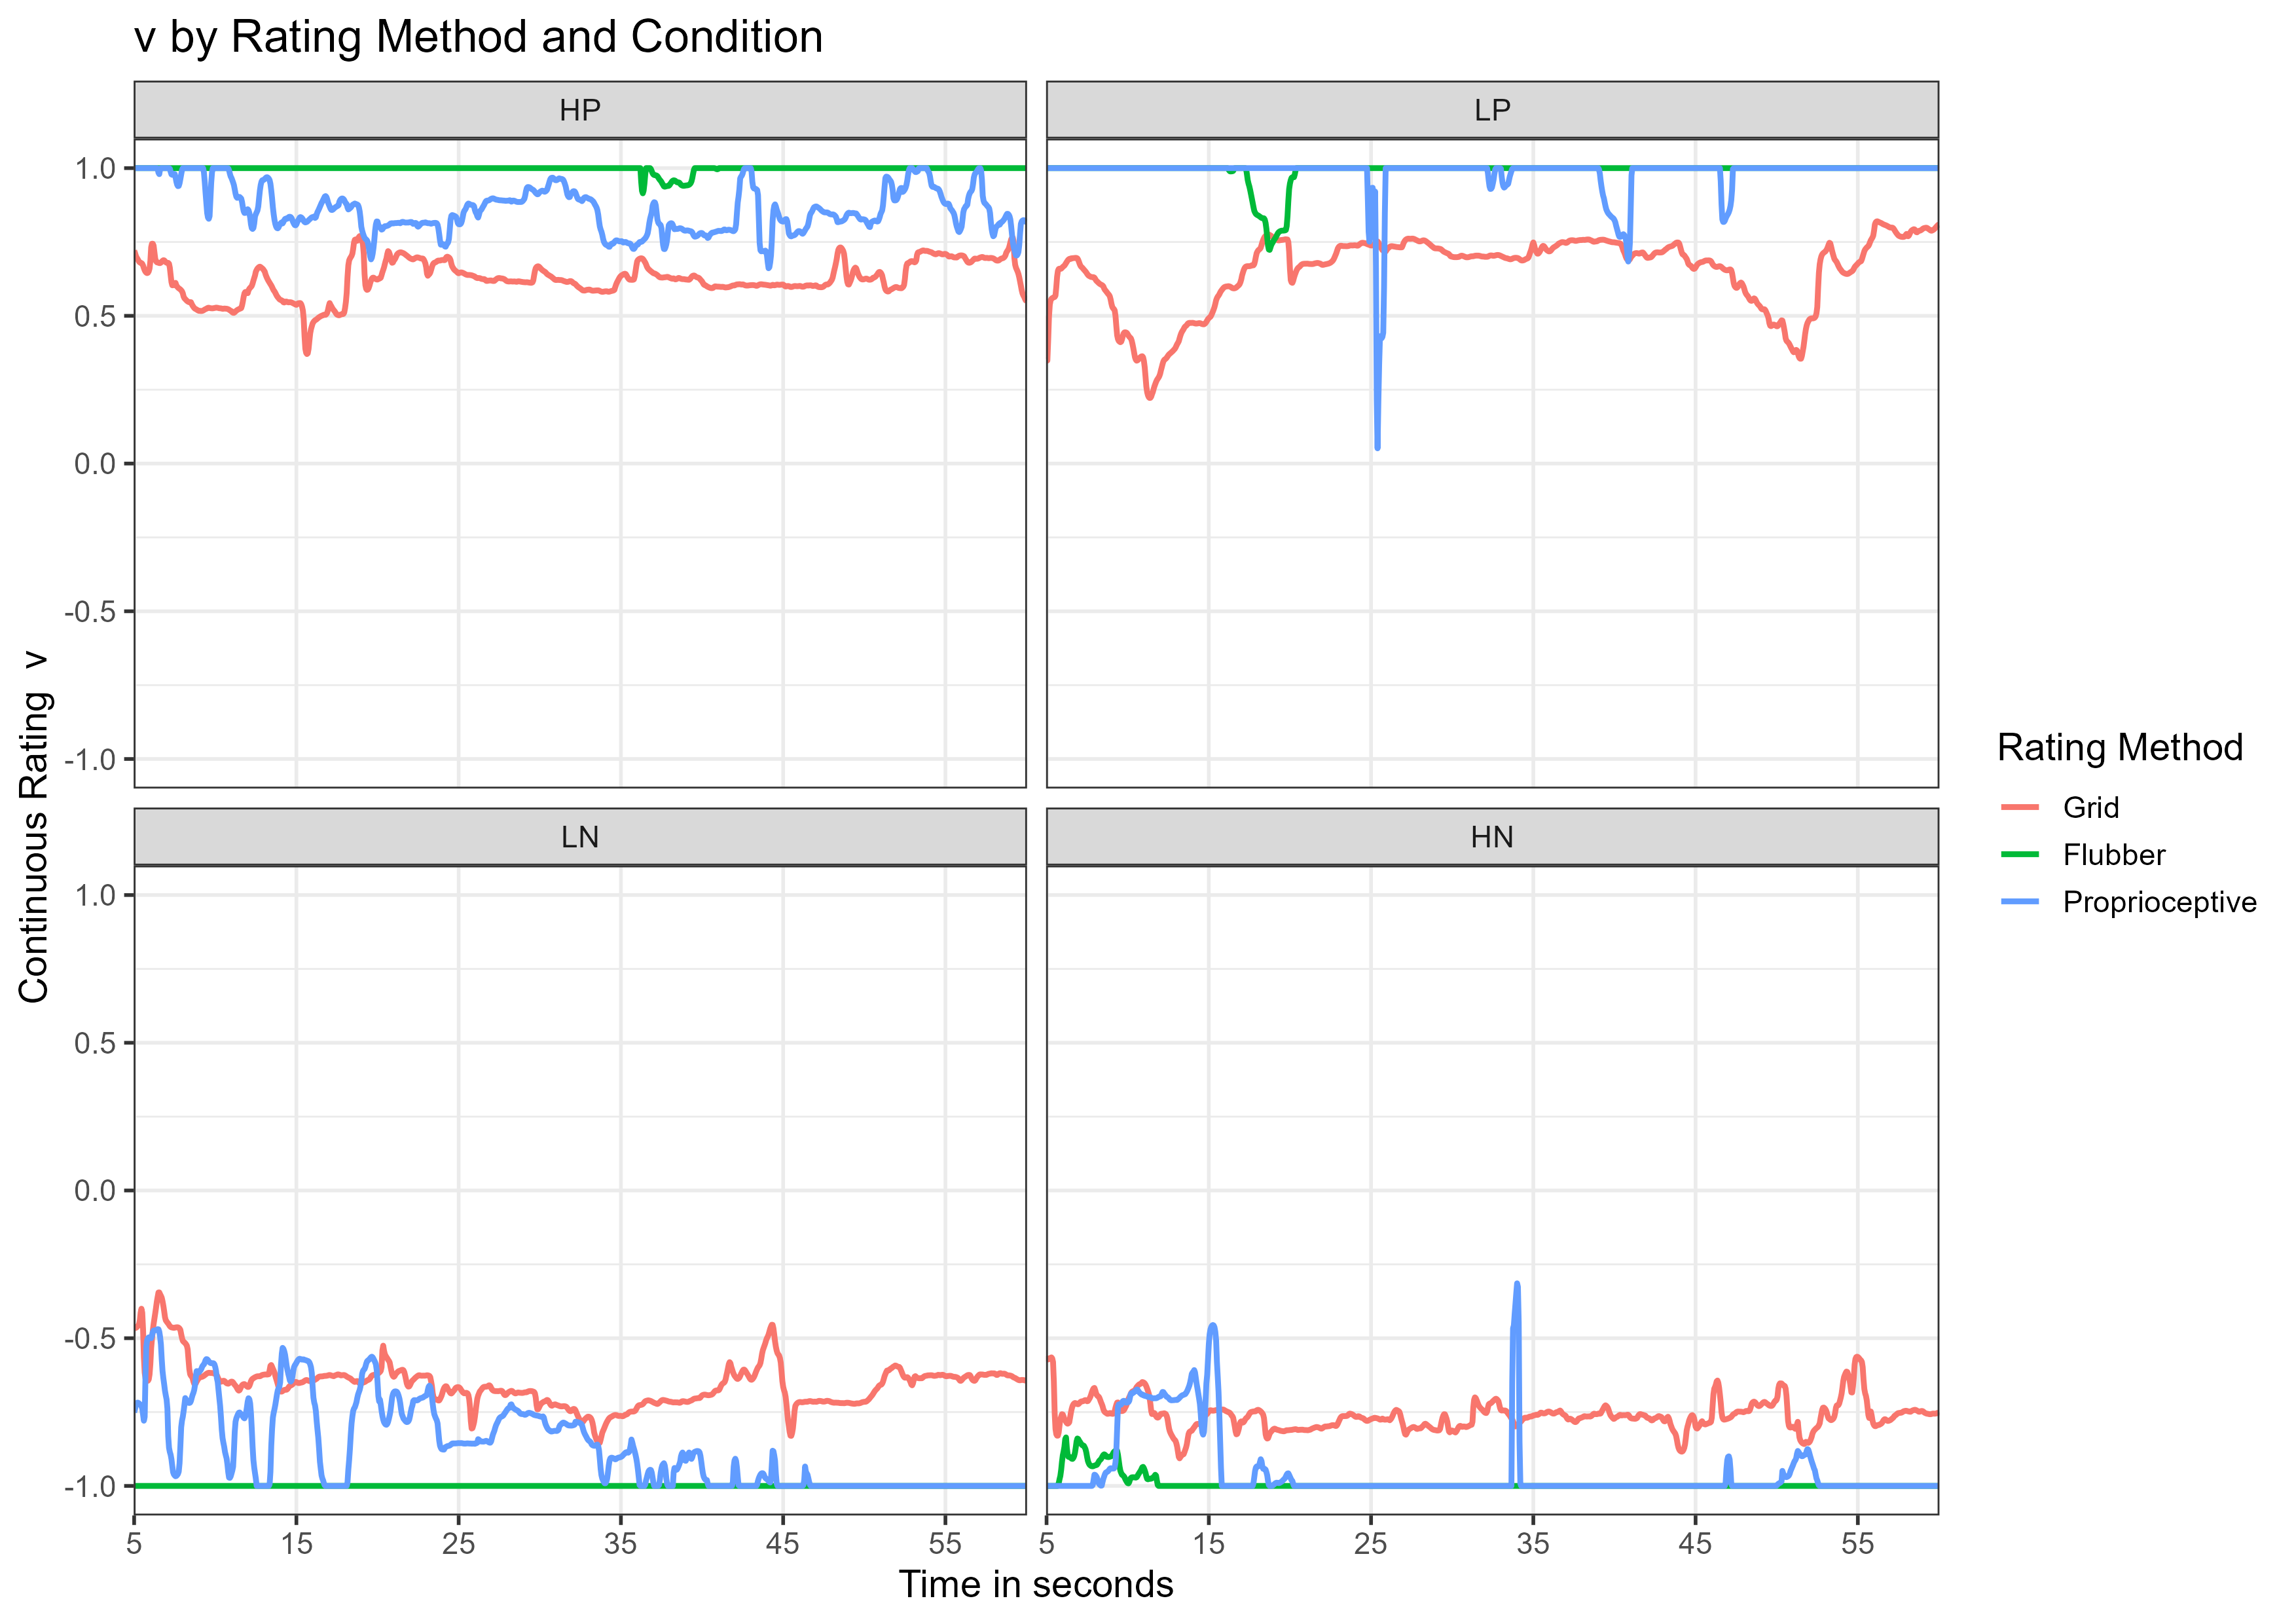 v by Rating Method and Condition
HP
LP
1.0
0.5
0.0
-0.5
-1.0
LN
HN
1.0
0.5
0.0
-0.5
-1.0
5 15 25 35 45 55
5 15 25 35 45 55
Time in seconds
Continuous Rating v
Rating Method
Grid
Flubber
Proprioceptive